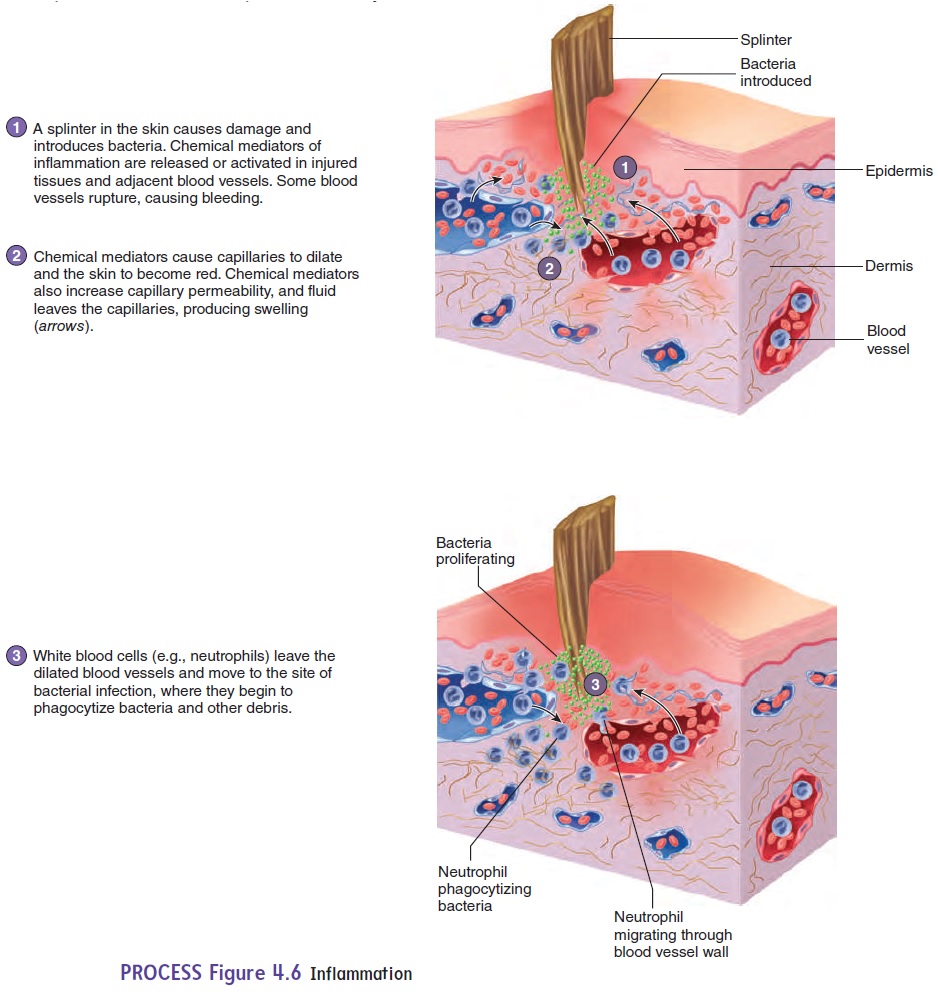 Splinter
Bacteria
introduced
1 A splinter in the skin causes damage and
introduces bacteria. Chemical mediators of
inflammation are released or activated in injured
tissues and adjacent blood vessels. Some blood
vessels rupture, causing bleeding.
1
Epidermis
2 Chemical mediators cause capillaries to dilate
and the skin to become red. Chemical mediators
also increase capillary permeability, and fluid
leaves the capillaries, producing swelling
(arrows).
2
Dermis
Blood
vessel
Bacteria
proliferating
3 White blood cells (e.g., neutrophils) leave the
dilated blood vessels and move to the site of
bacterial infection, where they begin to
phagocytize bacteria and other debris.
3
Neutrophil
phagocytizing
bacteria
Neutrophil
migrating through
blood vessel wall
PROCESS Figure 4.6 Inflammation